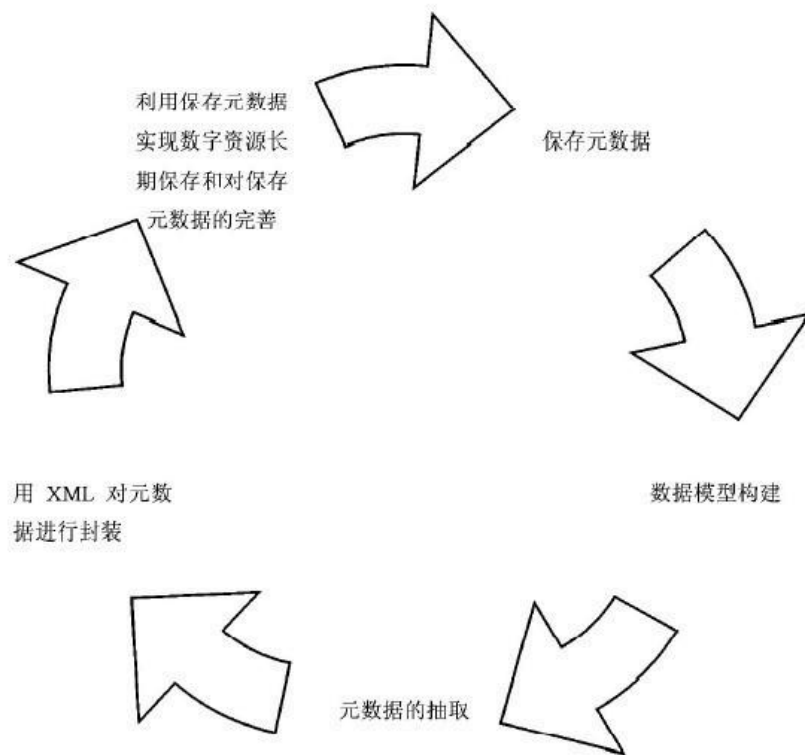 利用保存元数据
实现数字资源长
期保存和对保存
元数据的完善
保存元数据
数据模型构建
元数据的抽取
用 XML 对元数
据进行封装